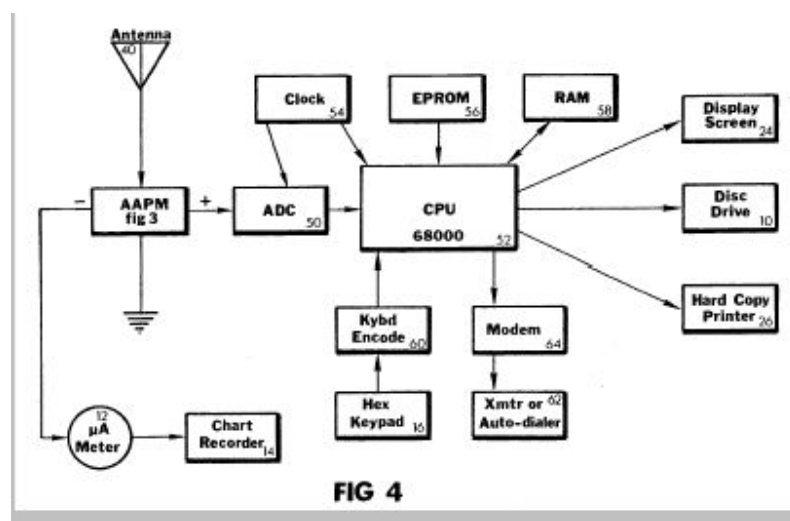 Antenna
40
Clock
54
EPROM
56
RAM
58
Display
Screen 24
−
AAPM
fig 3
+
ADC
50
CPU
68000
52
Disc
Drive 10
Kybd
Encode 60
Modem
64
Hard Copy
Printer 26
12
µA
Meter
Chart
Recorder 14
Hex
Keypad 16
Xmtr or 62
Auto-dialer
FIG 4